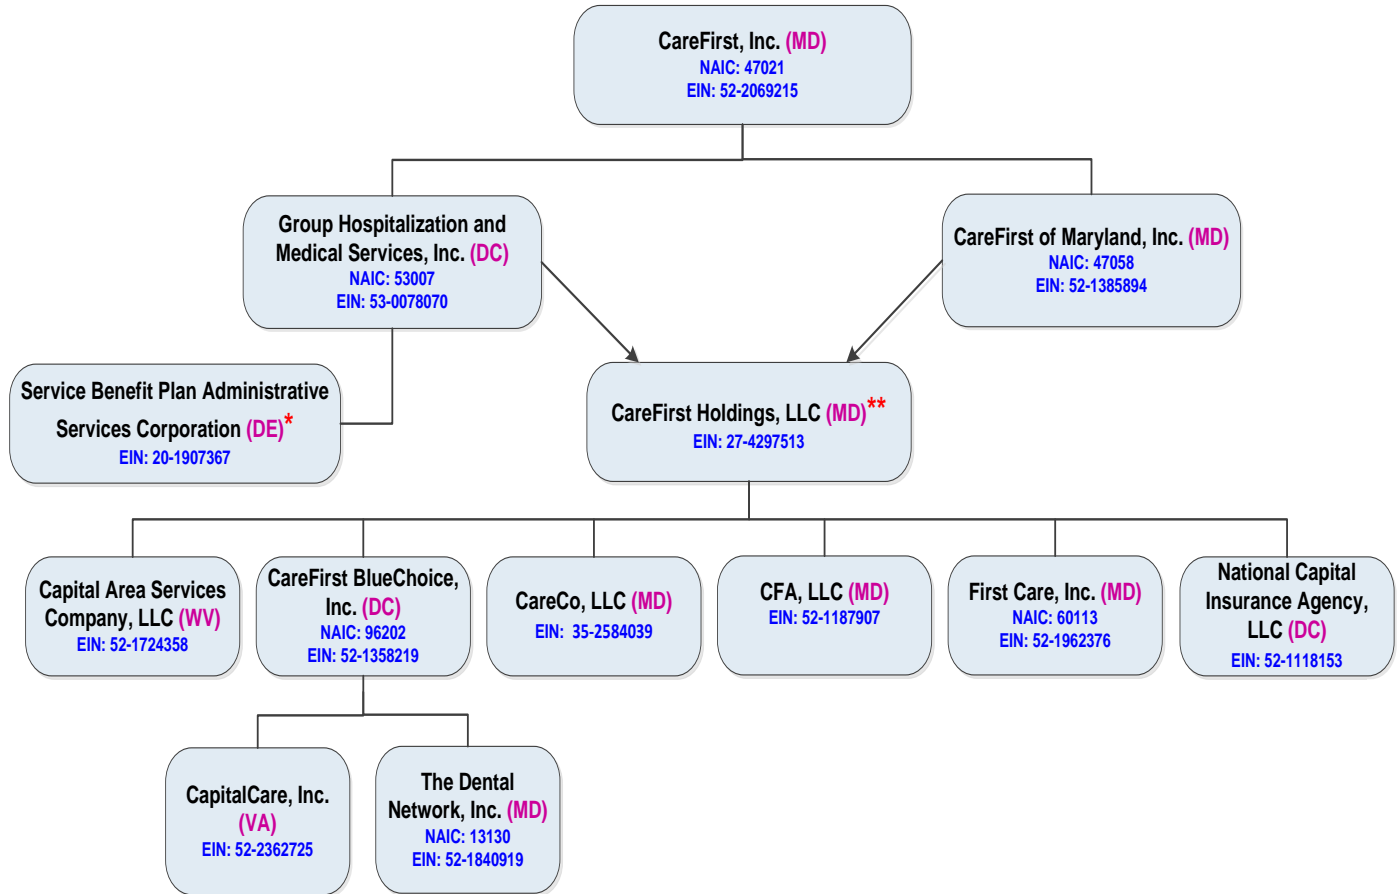 CareFirst, Inc. (MD)
NAIC: 47021
EIN: 52-2069215
Group Hospitalization and
Medical Services, Inc. (DC)
NAIC: 53007
EIN: 53-0078070
CareFirst of Maryland, Inc. (MD)
NAIC: 47058
EIN: 52-1385894
Service Benefit Plan Administrative
Services Corporation (DE)*
EIN: 20-1907367
CareFirst Holdings, LLC (MD)**
EIN: 27-4297513
Capital Area Services
Company, LLC (WV)
EIN: 52-1724358
CareFirst BlueChoice,
Inc. (DC)
NAIC: 96202
EIN: 52-1358219
CareCo, LLC (MD)
EIN: 35-2584039
CFA, LLC (MD)
EIN: 52-1187907
First Care, Inc. (MD)
NAIC: 60113
EIN: 52-1962376
National Capital
Insurance Agency,
LLC (DC)
EIN: 52-1118153
CapitalCare, Inc.
(VA)
EIN: 52-2362725
The Dental
Network, Inc. (MD)
NAIC: 13130
EIN: 52-1840919